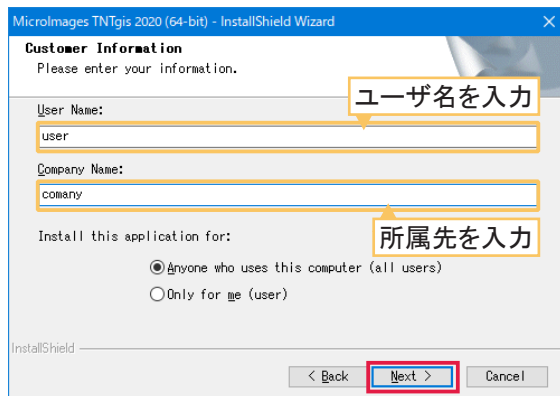 MicroImages TNTgis 2020 (64-bit) - InstallShield Wizard
Customer Information
Please enter your information.
ユーザ名を入力
User Name:
user
Company Name:
comany
所属先を入力
Install this application for:
Anyone who uses this computer (all users)
Only for me (user)
InstallShield
< Back Next > Cancel